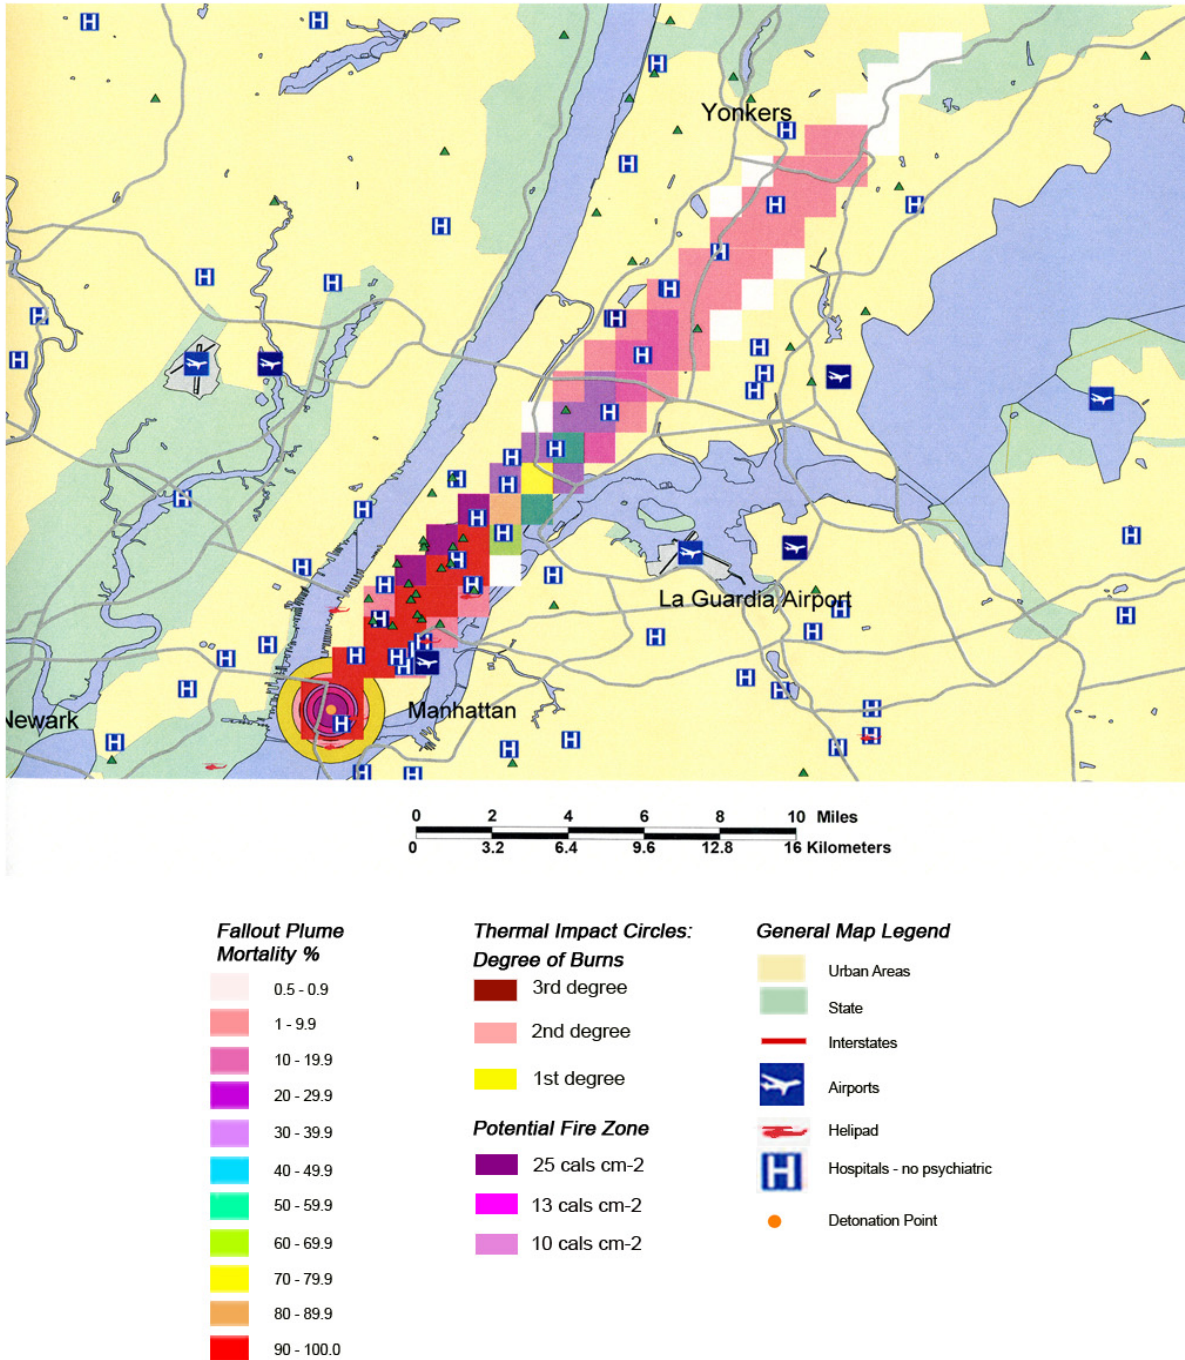 Yonkers
La Guardia Airport
Manhattan
Newark
0 2 4 6 8 10 Miles
0 3.2 6.4 9.6 12.8 16 Kilometers
Fallout Plume
Mortality %
0.5 - 0.9
1 - 9.9
10 - 19.9
20 - 29.9
30 - 39.9
40 - 49.9
50 - 59.9
60 - 69.9
70 - 79.9
80 - 89.9
90 - 100.0
Thermal Impact Circles:
Degree of Burns
3rd degree
2nd degree
1st degree
Potential Fire Zone
25 cals cm-2
13 cals cm-2
10 cals cm-2
General Map Legend
Urban Areas
State
Interstates
Airports
Helipad
H Hospitals - no psychiatric
Detonation Point